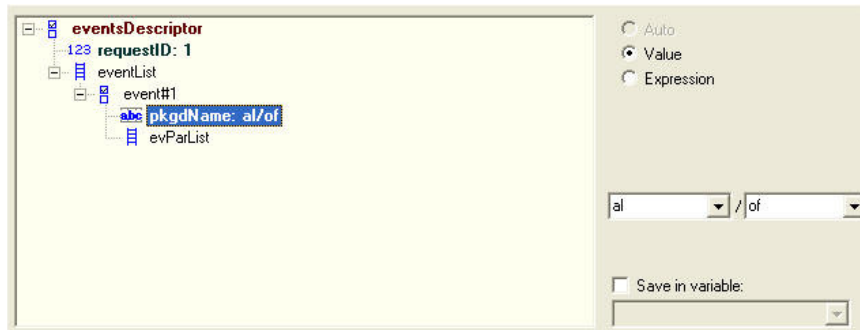 eventsDescriptor
123 requestID: 1
eventList
event#1
abc pkgdName: al/of
evParList
Auto
Value
Expression
al / of
Save in variable: